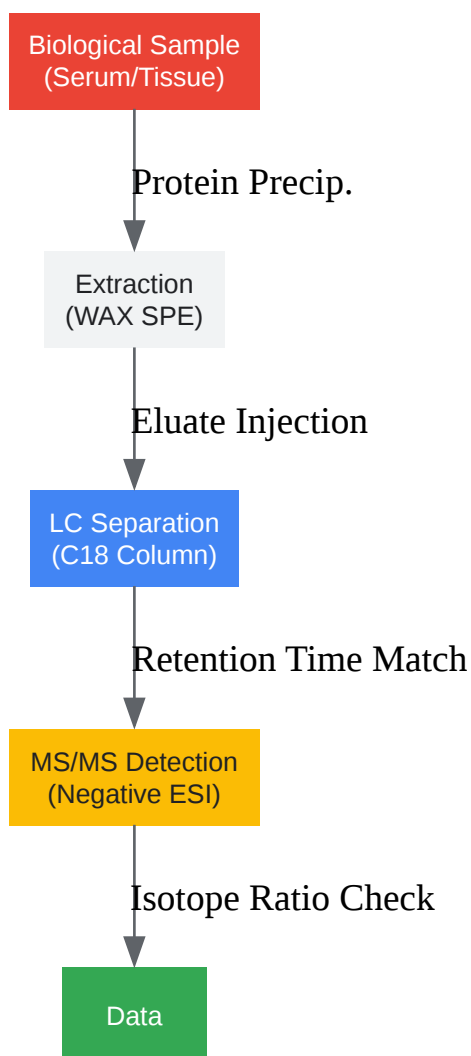 Biological Sample
(Serum/Tissue)
Protein Precip.
Extraction
(WAX SPE)
Eluate Injection
LC Separation
(C18 Column)
Retention Time Match
MS/MS Detection
(Negative ESI)
Isotope Ratio Check
Data